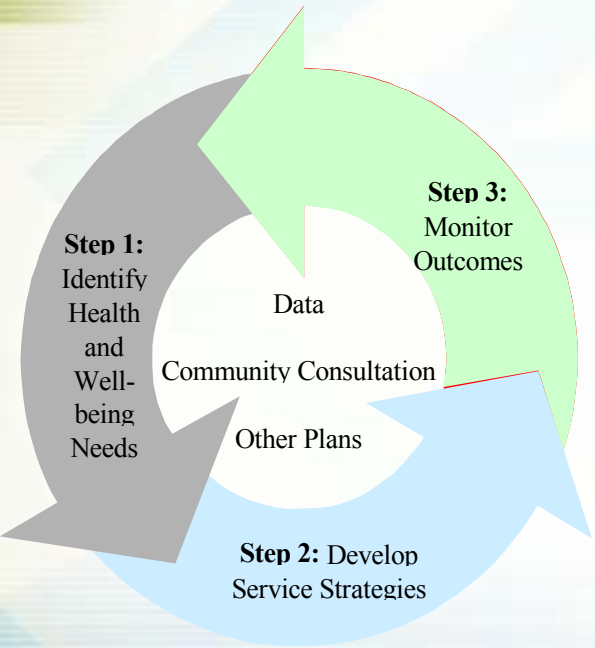 Step 1:
Identify
Health
and
Well-
being
Needs
Step 2: Develop
Service Strategies
Step 3:
Monitor
Outcomes
Data
Community Consultation
Other Plans